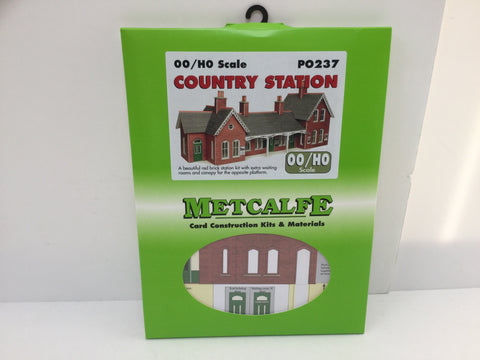 00/H0 Scale PO237
COUNTRY STATION
A beautiful red brick station kit with extra waiting
rooms and canopy for the opposite platform.
00/H0
Scale
METCALFE
Card Construction Kits & Materials